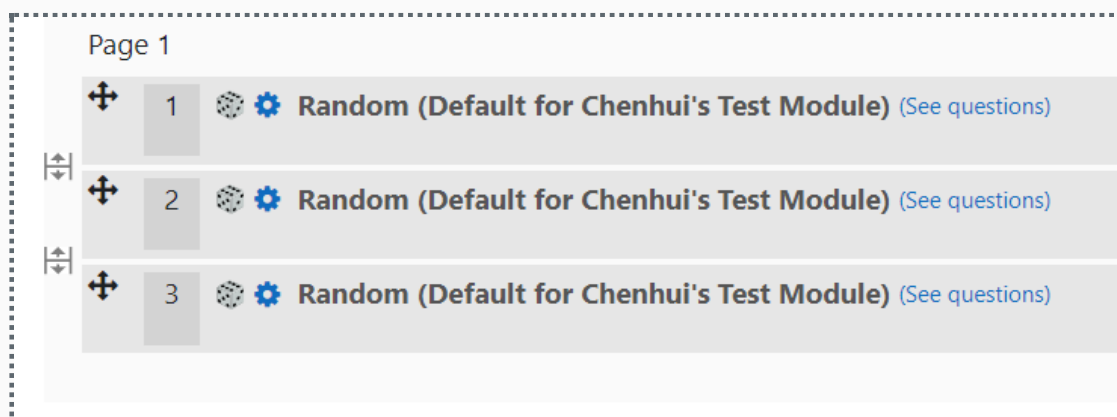 Page 1
1 Random (Default for Chenhui's Test Module) (See questions)
2 Random (Default for Chenhui's Test Module) (See questions)
3 Random (Default for Chenhui's Test Module) (See questions)